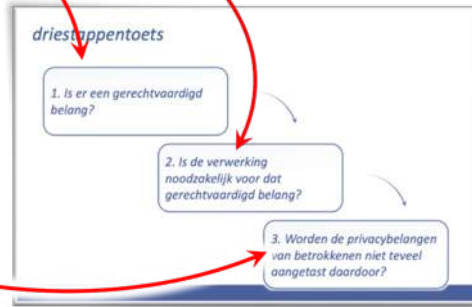 driestappentoets
1. Is er een gerechtvaardigd
belang?
2. Is de verwerking
noodzakelijk voor dat
gerechtvaardigd belang?
3. Worden de privacybelangen
van betrokkenen niet teveel
aangetast daardoor?